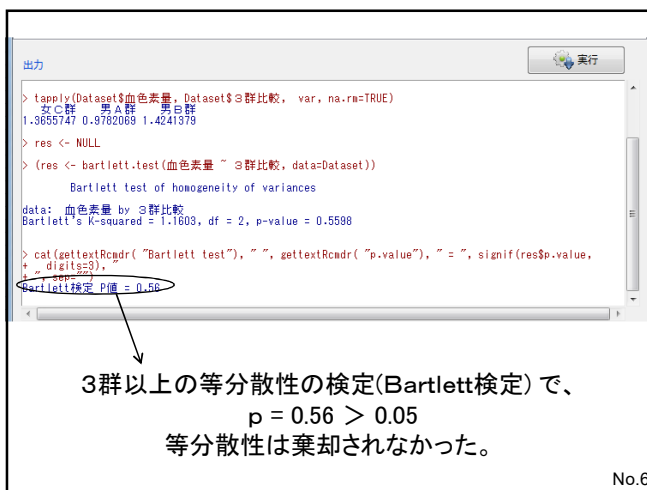 出力
実行
> tapply(Dataset$血色素量, Dataset$３群比較, var, na.rm=TRUE)
女Ｃ群 男Ａ群 男Ｂ群
1.3655747 0.9782069 1.4241379
> res <- NULL
> (res <- bartlett.test(血色素量 ~ ３群比較, data=Dataset))
Bartlett test of homogeneity of variances
data: 血色素量 by ３群比較
Bartlett's K-squared = 1.1603, df = 2, p-value = 0.5598
> cat(gettextRcmdr( "Bartlett test"), " ", gettextRcmdr( "p.value"), " = ", signif(res$p.value,
+ digits=3), "
+ ", sep="")
Bartlett検定 P値 = 0.56
３群以上の等分散性の検定(Bartlett検定) で、
p = 0.56 ＞ 0.05
等分散性は棄却されなかった。
No.6